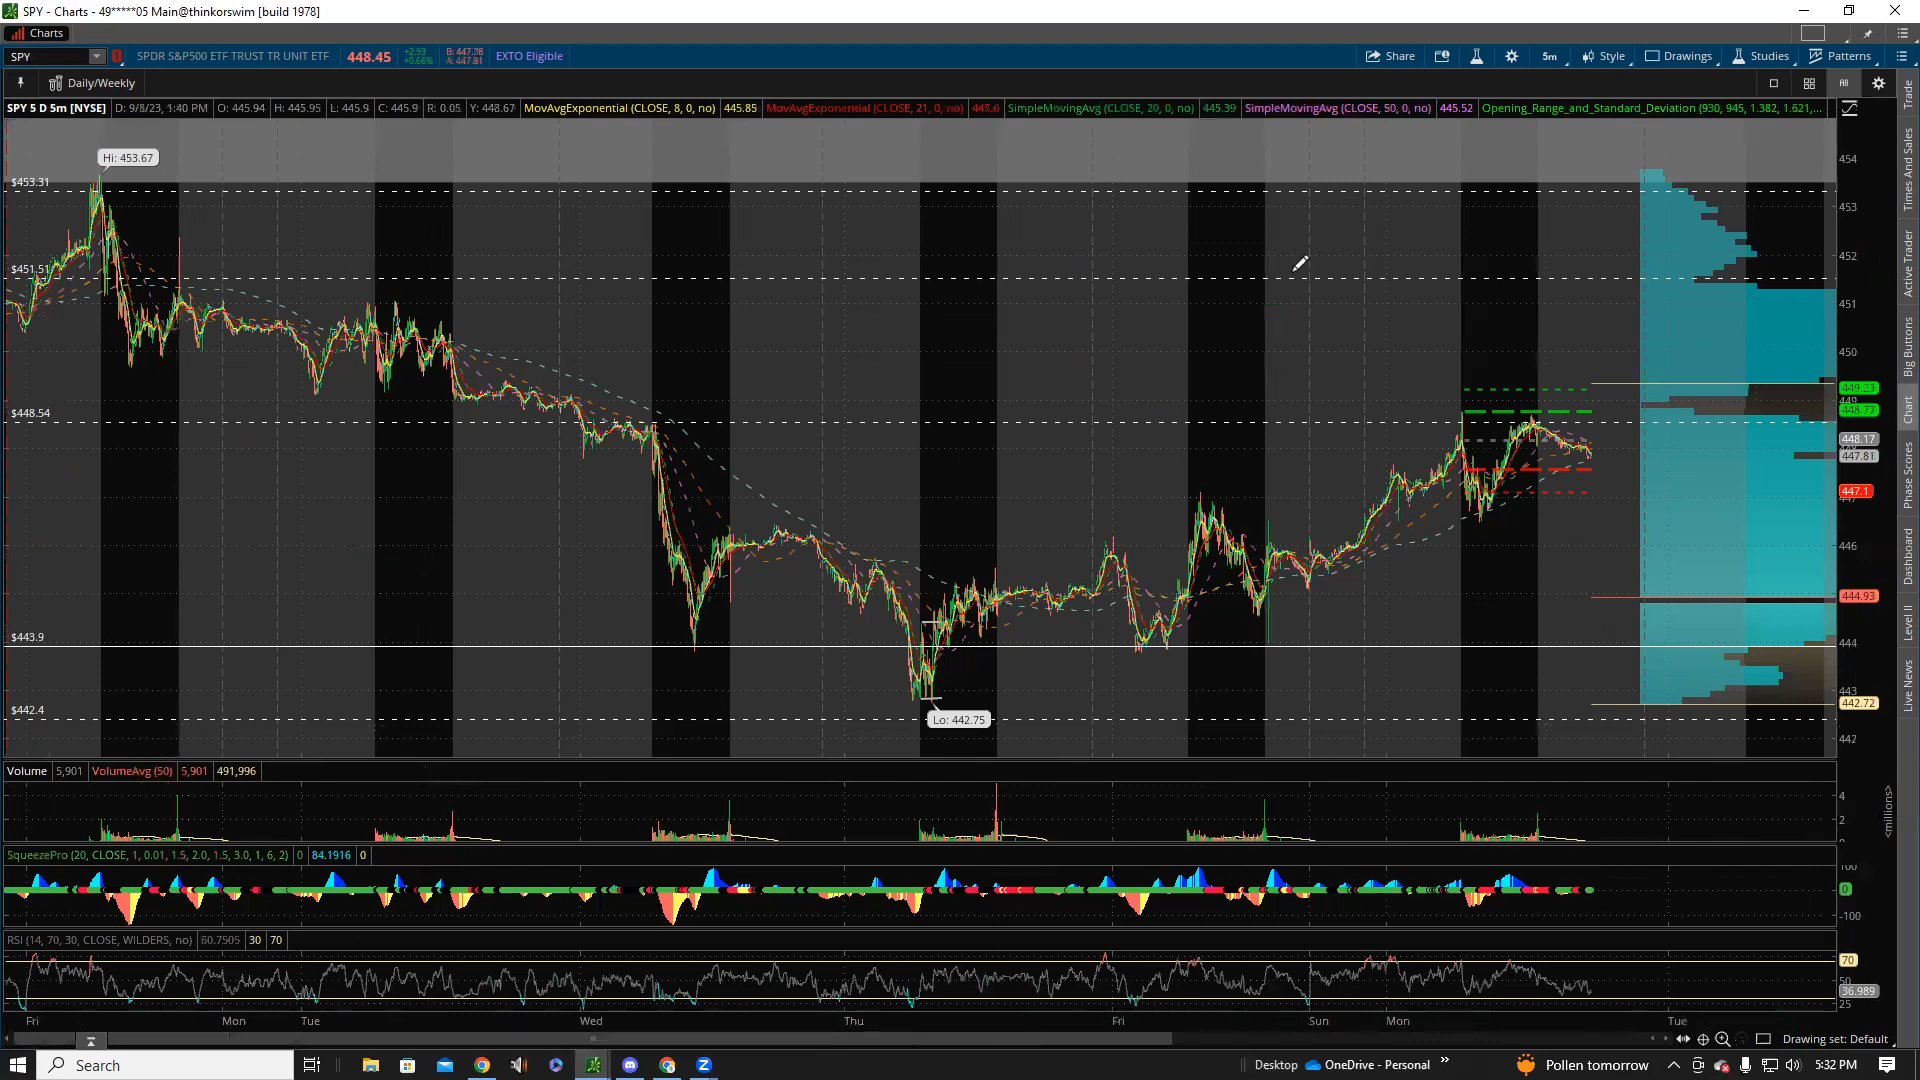 SPY - Charts - 49*****05 Main@thinkorswim [build 1978]
Charts
SPY
SPDR S&P500 ETF TRUST TR UNIT ETF
448.45
+2.93
+0.66%
B: 447.78
A: 447.81
EXTO Eligible
Share
5m
Style
Drawings
Studies
Patterns
Daily/Weekly
All
SPY 5 D 5m [NYSE]
D: 9/8/23, 1:40 PM
O: 445.94
H: 445.95
L: 445.9
C: 445.9
R: 0.05
Y: 448.67
MovAvgExponential (CLOSE, 8, 0, no)
445.85
MovAvgExponential (CLOSE, 21, 0, no)
SimpleMovingAvg (CLOSE, 20, 0, no)
445.39
SimpleMovingAvg (CLOSE, 50, 0, no)
445.52
Opening_Range_and_Standard_Deviation (930, 945, 1.382, 1.621,...
Hi: 453.67
$453.31
$451.51
$448.54
$443.9
$442.4
Lo: 442.75
454
453
452
451
450
449.23
449
448.77
448.17
447.81
447.1
446
444.93
444
443
442.72
442
Trade
Times And Sales
Active Trader
Big Buttons
Chart
Phase Scores
Dashboard
Level II
Live News
Volume
5,901
VolumeAvg (50)
5,901
491,996
4
2
<millions>
SqueezePro (20, CLOSE, 1, 0.01, 1.5, 2.0, 1.5, 3.0, 1, 6, 2)
0
84.1916
0
100
0
-100
RSI (14, 70, 30, CLOSE, WILDERS, no)
60.7505
30
70
70
50
36.989
25
Fri
Mon
Tue
Wed
Thu
Fri
Sun
Mon
Tue
Drawing set: Default
Search
Desktop
OneDrive - Personal
Pollen tomorrow
5:32 PM